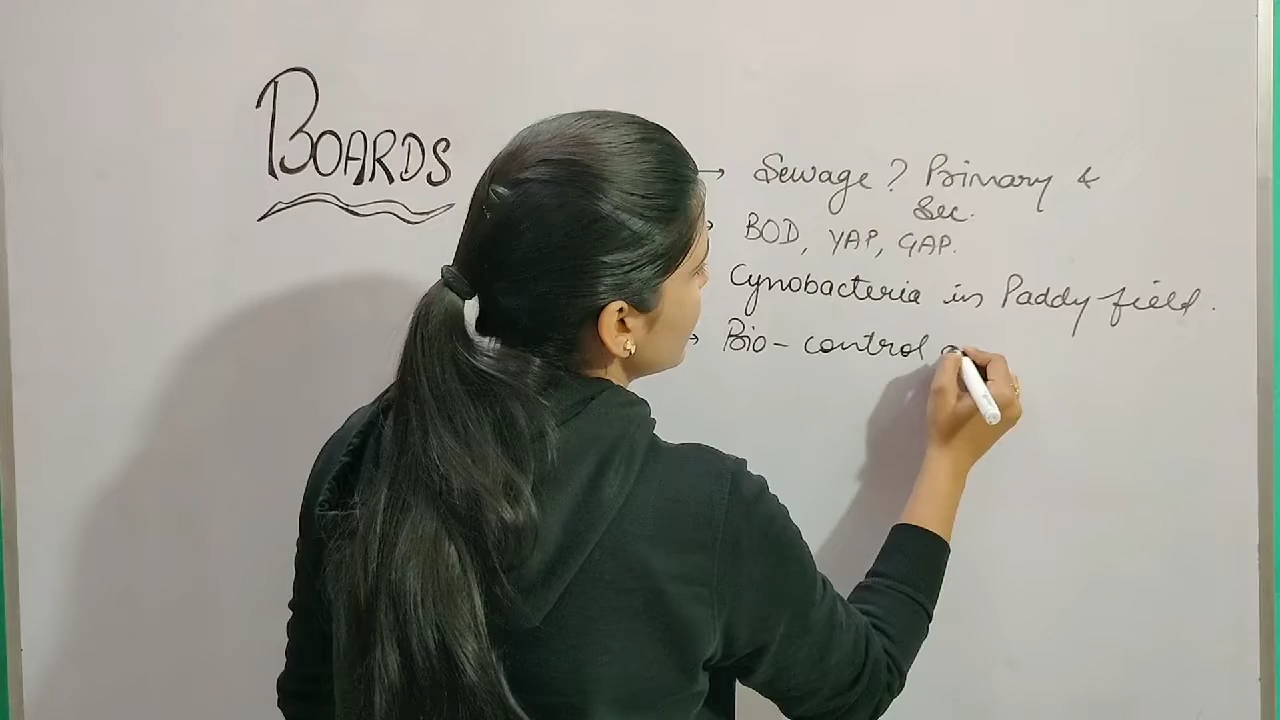 BOARDS
→ Sewage ? Primary &
Sec.
BOD, YAP, GAP.
Cynobacteria in Paddy field.
→ Bio-control